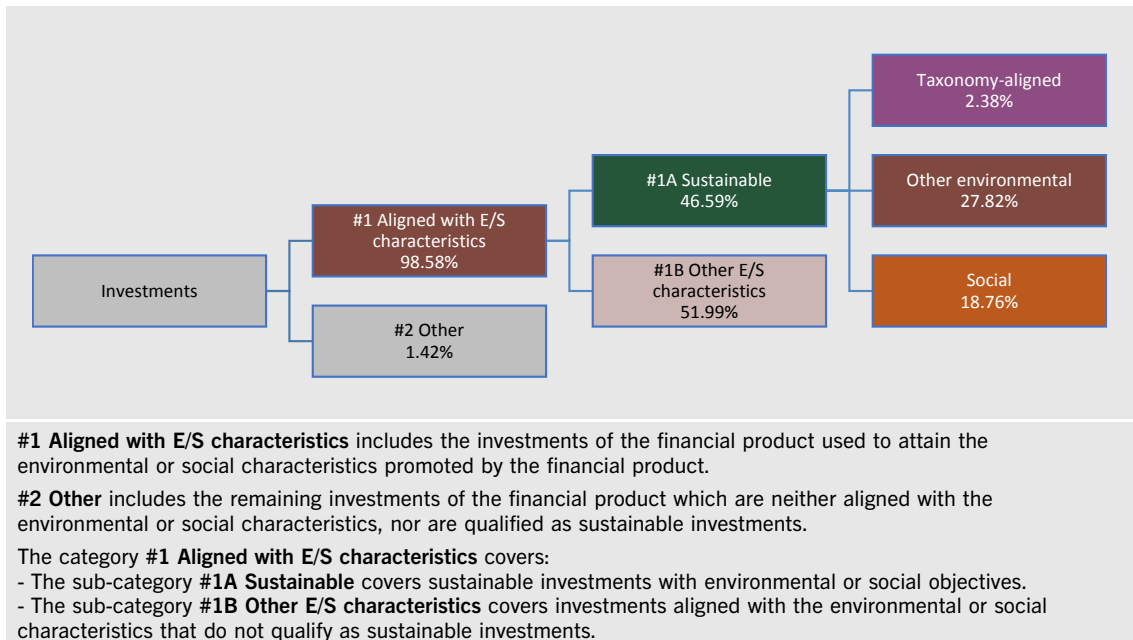 Investments
#1 Aligned with E/S
characteristics
98.58%
#2 Other
1.42%
#1A Sustainable
46.59%
#1B Other E/S
characteristics
51.99%
Taxonomy-aligned
2.38%
Other environmental
27.82%
Social
18.76%
#1 Aligned with E/S characteristics includes the investments of the financial product used to attain the
environmental or social characteristics promoted by the financial product.
#2 Other includes the remaining investments of the financial product which are neither aligned with the
environmental or social characteristics, nor are qualified as sustainable investments.
The category #1 Aligned with E/S characteristics covers:
- The sub-category #1A Sustainable covers sustainable investments with environmental or social objectives.
- The sub-category #1B Other E/S characteristics covers investments aligned with the environmental or social
characteristics that do not qualify as sustainable investments.